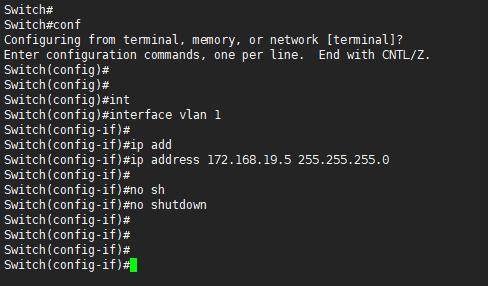 Switch#
Switch#conf
Configuring from terminal, memory, or network [terminal]?
Enter configuration commands, one per line.  End with CNTL/Z.
Switch(config)#
Switch(config)#
Switch(config)#int
Switch(config)#interface vlan 1
Switch(config-if)#
Switch(config-if)#ip add
Switch(config-if)#ip address 172.168.19.5 255.255.255.0
Switch(config-if)#
Switch(config-if)#no sh
Switch(config-if)#no shutdown
Switch(config-if)#
Switch(config-if)#
Switch(config-if)#
Switch(config-if)#